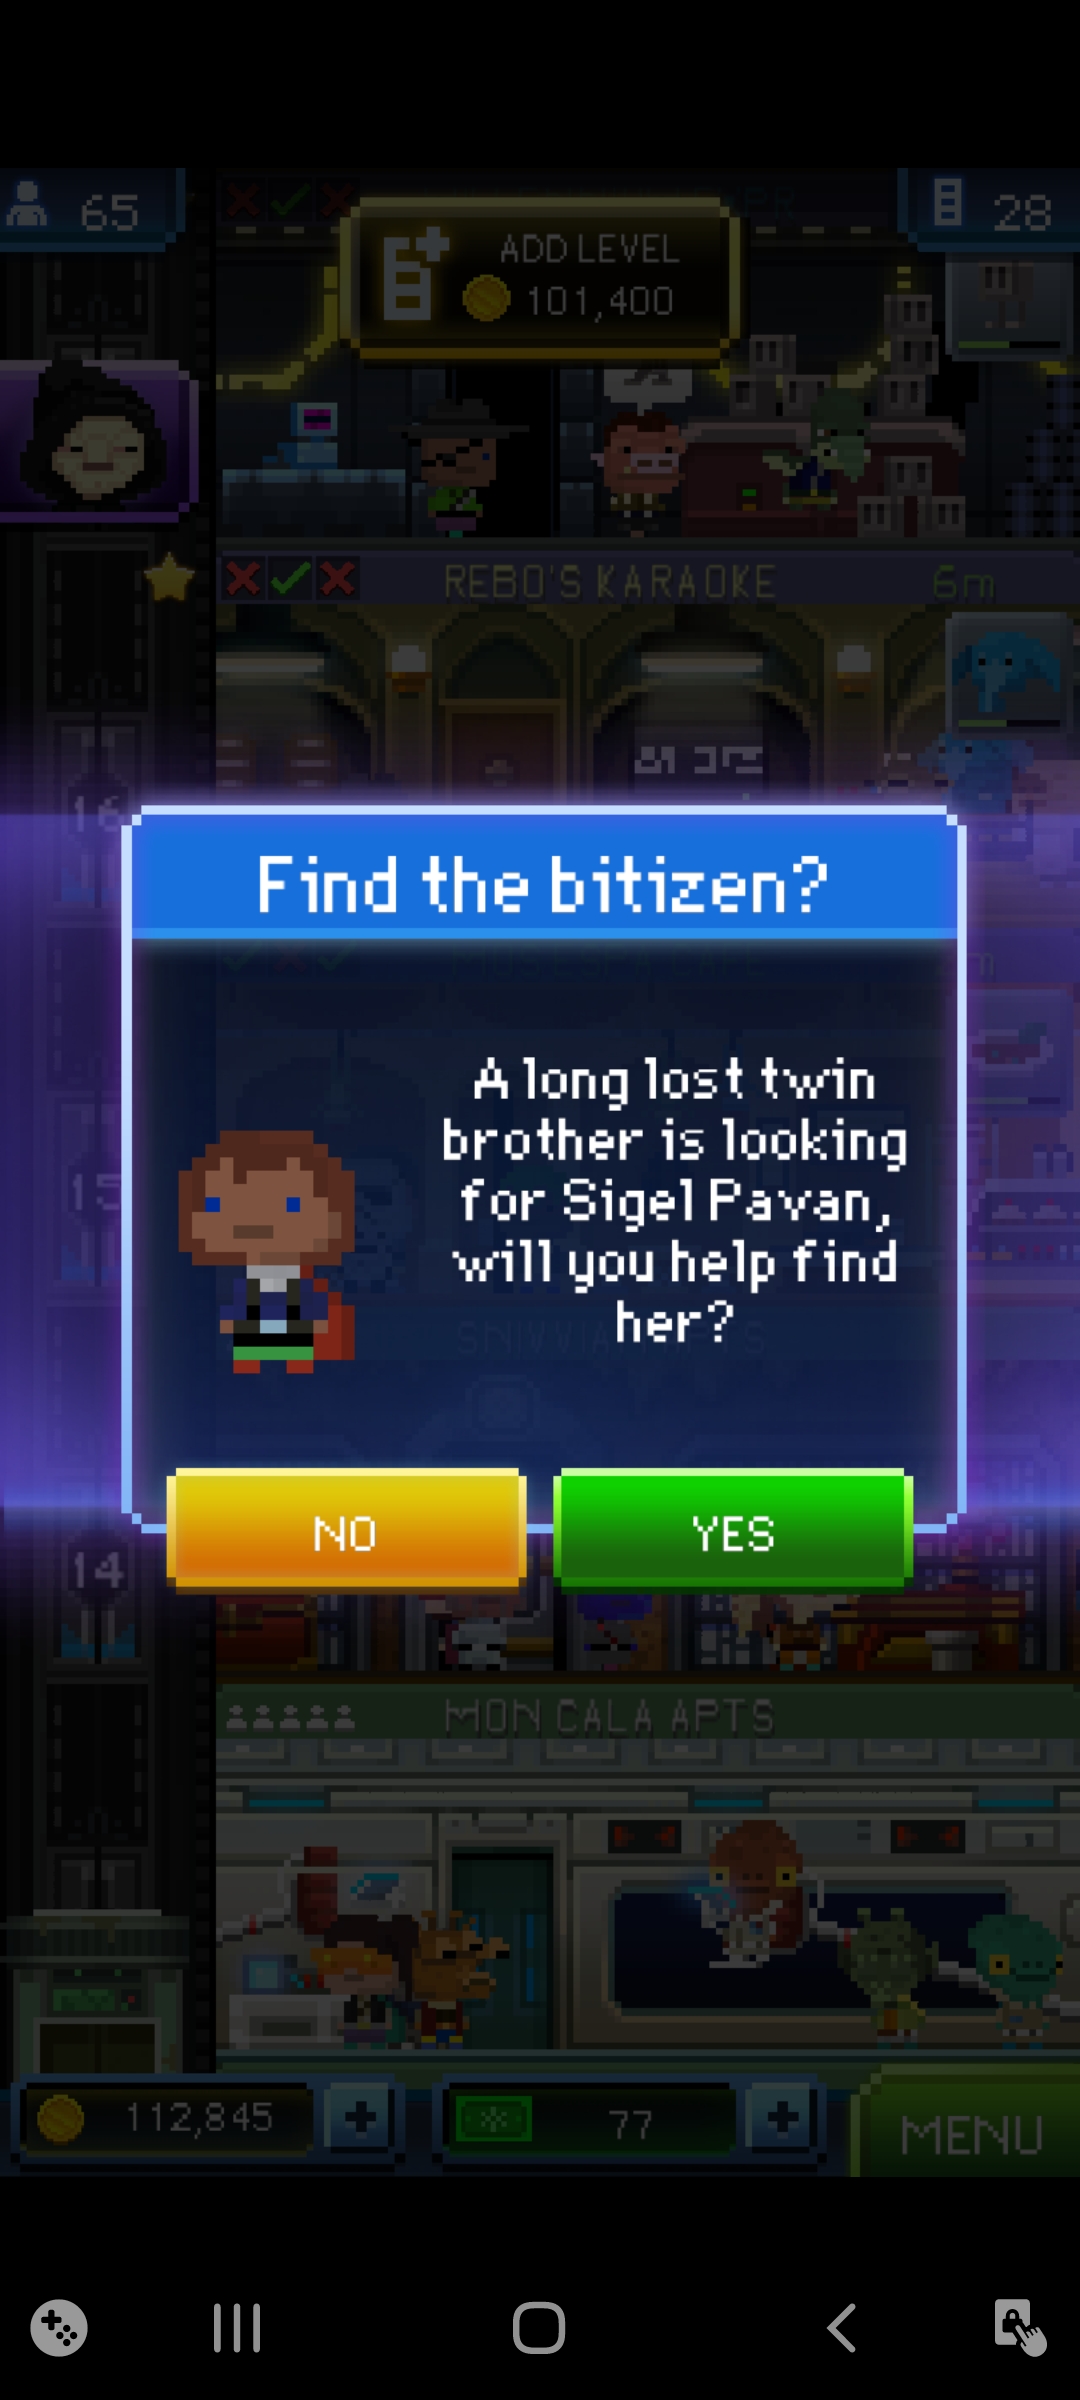 65
28
ADD LEVEL
101,400
REBO'S KARAOKE 6m
16
Find the bitizen?
A long lost twin
brother is looking
for Sigel Pavan,
will you help find
her?
15
NO
YES
14
MON CALA APTS
112,845
77
MENU